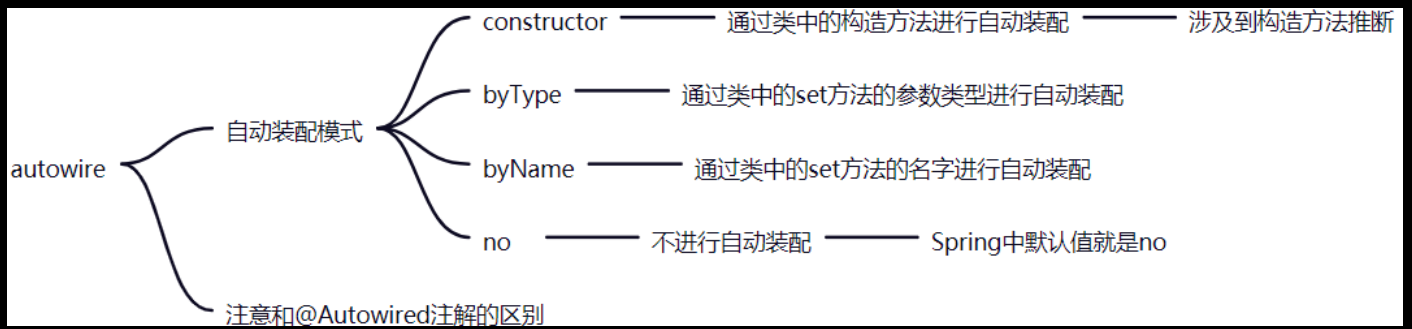 constructor 通过类中的构造方法进行自动装配 涉及到构造方法推断
byType 通过类中的set方法的参数类型进行自动装配
自动装配模式
autowire
byName 通过类中的set方法的名字进行自动装配
no 不进行自动装配 Spring中默认值就是no
注意和@Autowired注解的区别